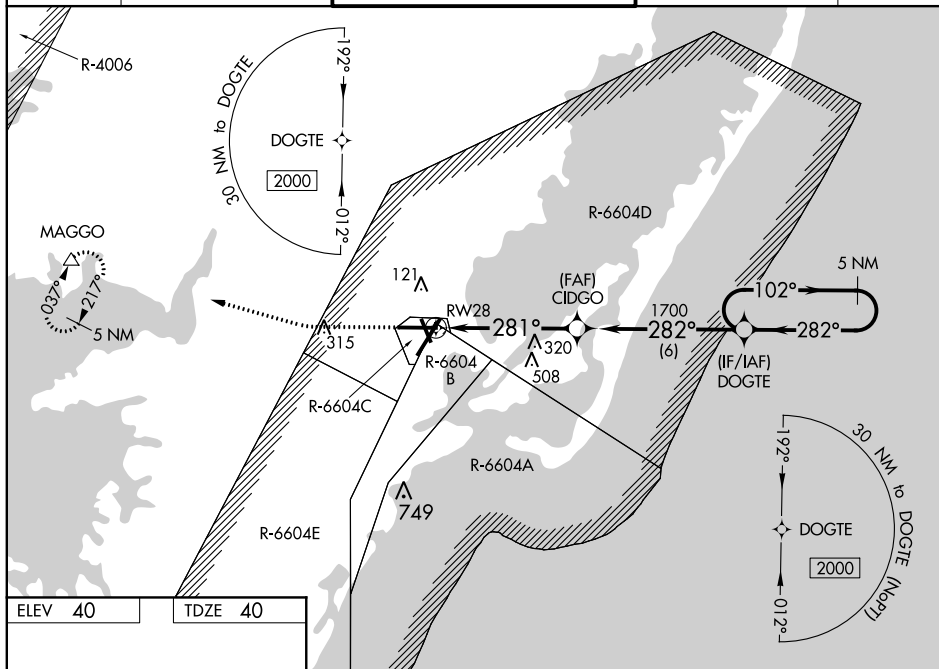 R-4006
30 NM to DOGTE
192°
DOGTE
2000
012°
R-6604D
MAGGO
037°
217°
5 NM
121
(FAF)
CIDGO
5 NM
102°
RW28
281°
1700
282°
(6)
282°
315
320
508
(IF/IAF)
DOGTE
R-6604
B
R-6604C
R-6604A
749
R-6604E
30 NM to DOGTE (NoPT)
192°
DOGTE
2000
012°
ELEV 40
TDZE 40